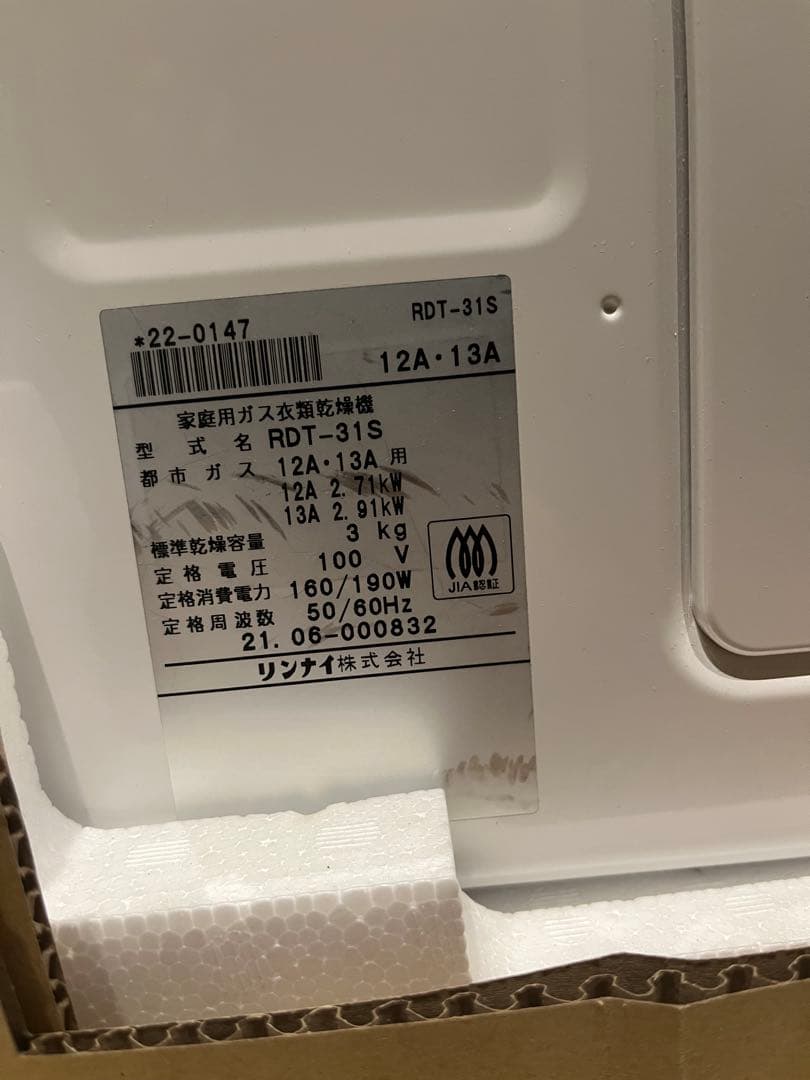 *22-0147
RDT-31S
12A・13A
家庭用ガス衣類乾燥機
型式名 RDT-31S
都市ガス 12A・13A 用
12A 2.71kW
13A 2.91kW
標準乾燥容量 3 kg
定格電圧 100 V
定格消費電力 160/190W
定格周波数 50/60Hz
21. 06-000832
JIA認証
リンナイ株式会社